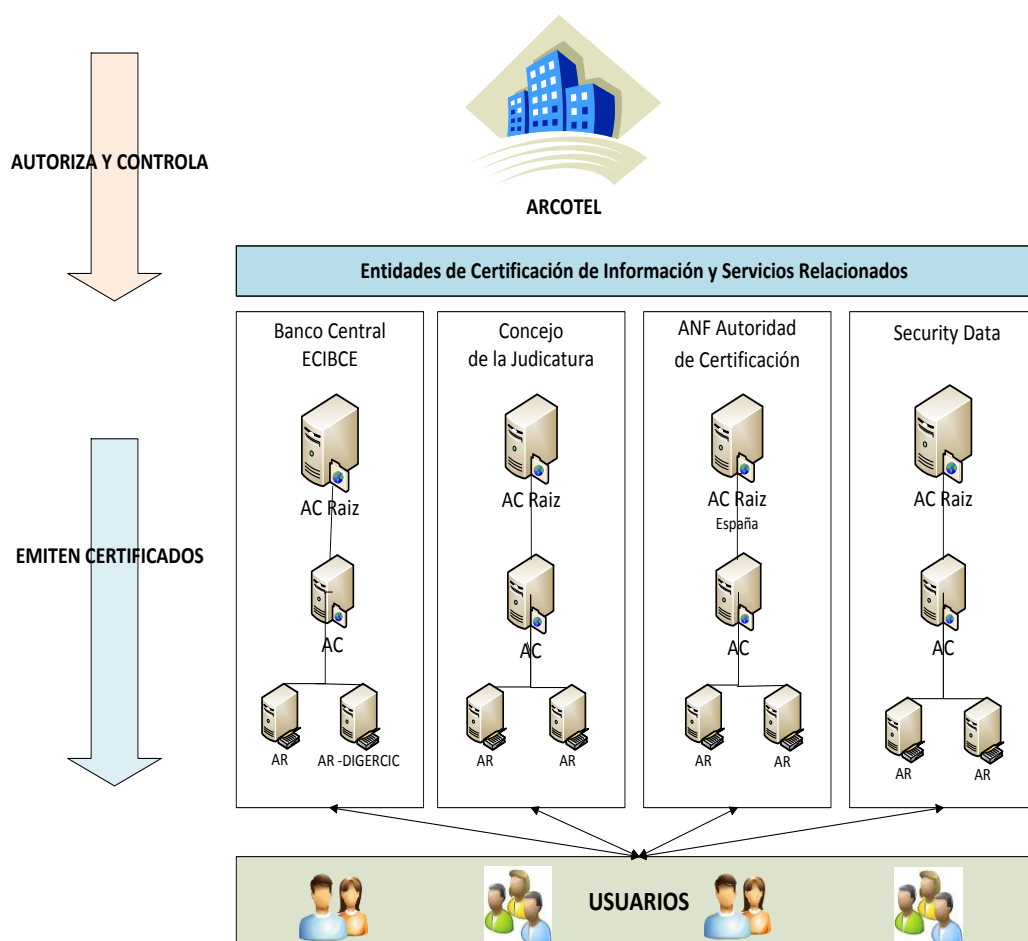 AUTORIZA Y CONTROLA
ARCOTEL
Entidades de Certificación de Información y Servicios Relacionados
Banco Central
ECIBCE
AC Raiz
AC
AR
AR -DIGERCIC
Concejo
de la Judicatura
AC Raiz
AC
AR
AR
ANF Autoridad
de Certificación
AC Raiz
España
AC
AR
AR
Security Data
AC Raiz
AC
AR
AR
EMITEN CERTIFICADOS
USUARIOS